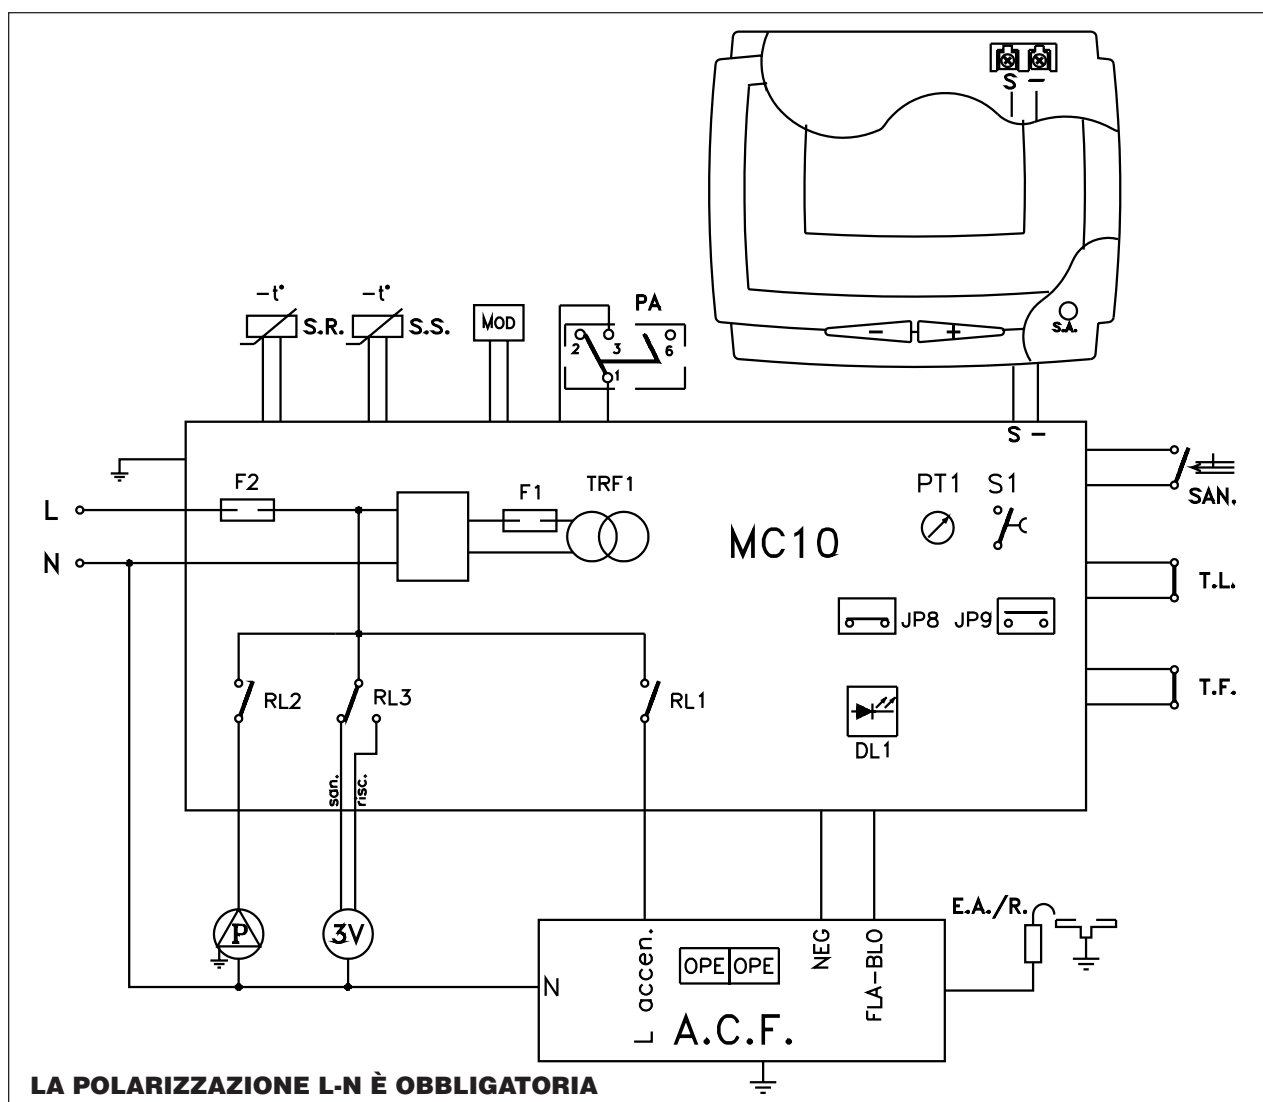 S –
S.A.
– +
–t° S.R.
–t° S.S.
MOD
PA
2 3 6
1
S –
SAN.
F2
L
N
F1
TRF1
MC10
PT1 S1
T.L.
JP8 JP9
T.F.
RL2 RL3 RL1
DL1
san. risc.
P
3V
N
L accen.
OPE OPE
NEG
FLA-BLO
A.C.F.
E.A./R.
LA POLARIZZAZIONE L-N È OBBLIGATORIA